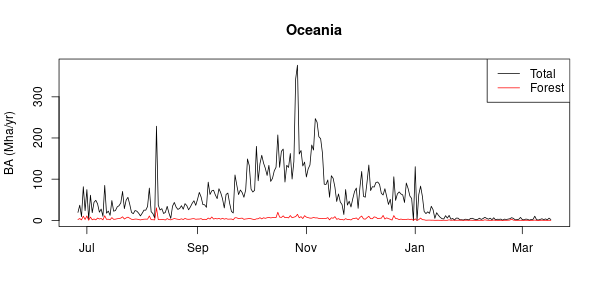 Oceania
Total
Forest
BA (Mha/yr)
300
200
100
0
Jul Sep Nov Jan Mar